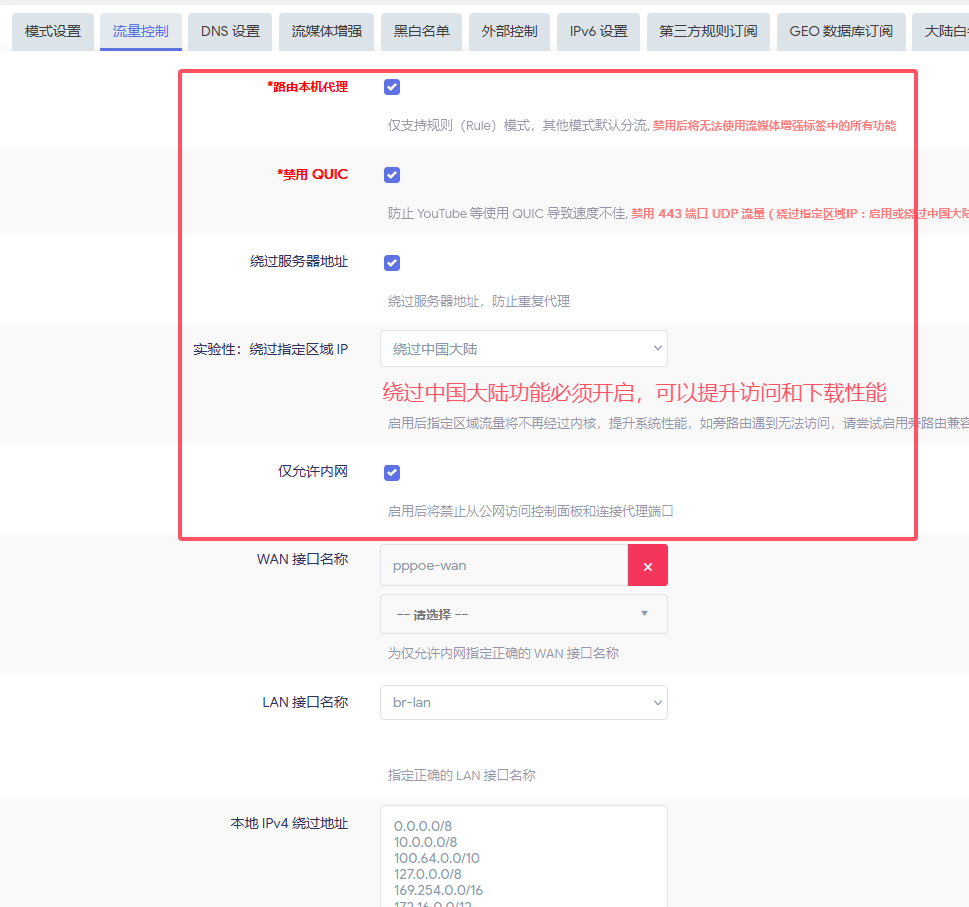 模式设置 流量控制 DNS 设置 流媒体增强 黑白名单 外部控制 IPv6 设置 第三方规则订阅 GEO 数据库订阅 大陆白
*路由本机代理
仅支持规则（Rule）模式，其他模式默认分流, 禁用后将无法使用流媒体增强标签中的所有功能
*禁用 QUIC
防止 YouTube 等使用 QUIC 导致速度不佳, 禁用 443 端口 UDP 流量（绕过指定区域IP：启用或绕过中国大陆
绕过服务器地址
绕过服务器地址，防止重复代理
实验性：绕过指定区域 IP
绕过中国大陆
绕过中国大陆功能必须开启，可以提升访问和下载性能
启用后指定区域流量将不再经过内核，提升系统性能，如旁路由遇到无法访问，请尝试启用旁路由兼容
仅允许内网
启用后将禁止从公网访问控制面板和连接代理端口
WAN 接口名称
pppoe-wan
-- 请选择 --
为仅允许内网指定正确的 WAN 接口名称
LAN 接口名称
br-lan
指定正确的 LAN 接口名称
本地 IPv4 绕过地址
0.0.0.0/8
10.0.0.0/8
100.64.0.0/10
127.0.0.0/8
169.254.0.0/16
172.16.0.0/12